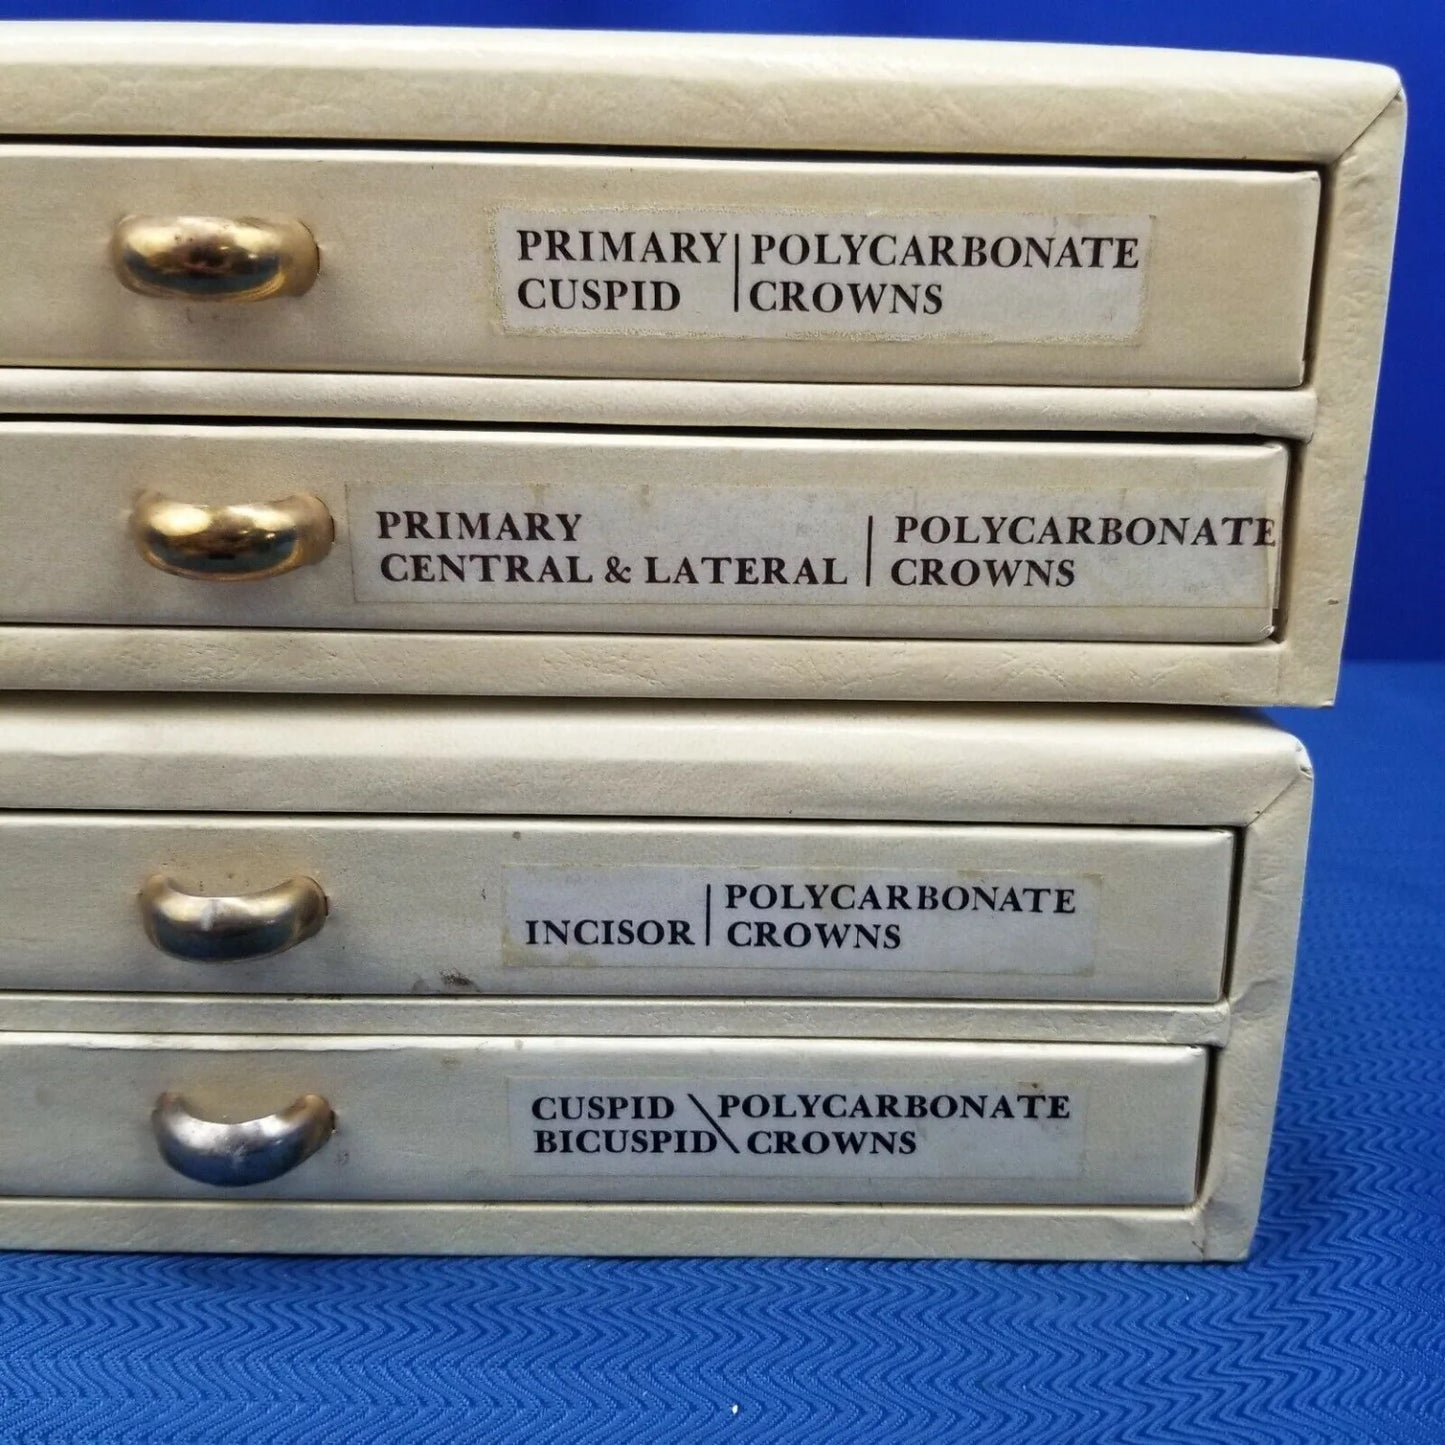 PRIMARY | POLYCARBONATE
CUSPID | CROWNS
PRIMARY | POLYCARBONATE
CENTRAL & LATERAL | CROWNS
POLYCARBONATE
INCISOR | CROWNS
CUSPID \ POLYCARBONATE
BICUSPID \ CROWNS